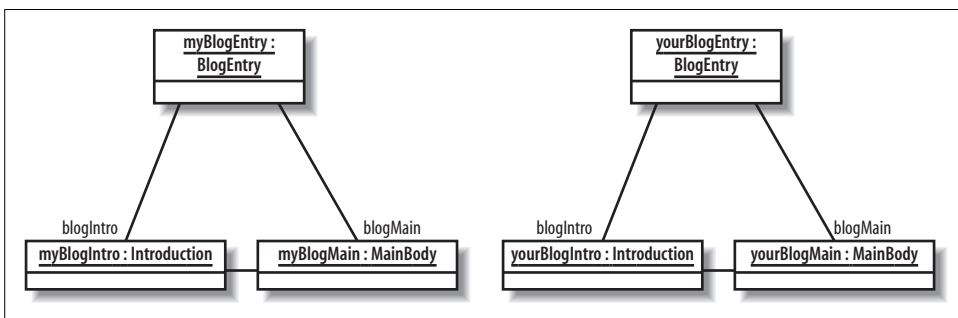 myBlogEntry :
BlogEntry
yourBlogEntry :
BlogEntry
blogIntro
blogMain
blogIntro
blogMain
myBlogIntro : Introduction
myBlogMain : MainBody
yourBlogIntro : Introduction
yourBlogMain : MainBody